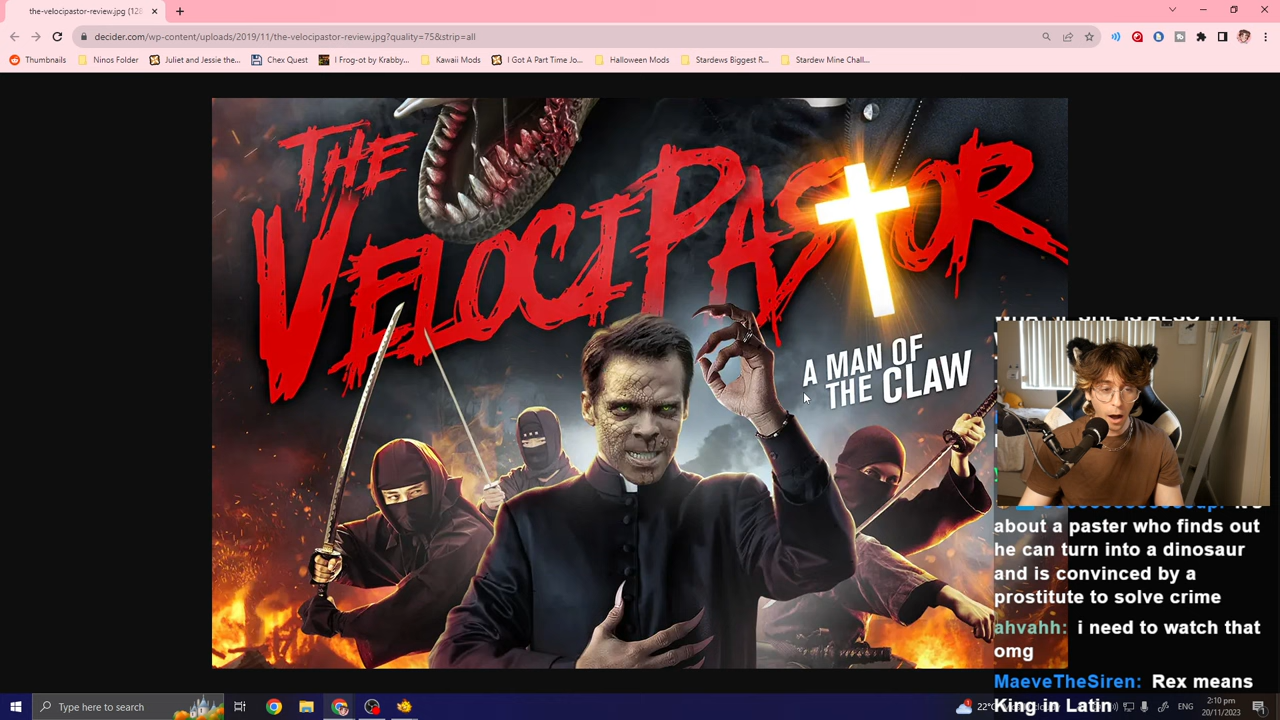 the-velocipastor-review.jpg (128
decider.com/wp-content/uploads/2019/11/the-velocipastor-review.jpg?quality=75&strip=all
Thumbnails
Ninos Folder
Juliet and Jessie the...
Chex Quest
I Frog-ot by Krabby...
Kawaii Mods
I Got A Part Time Jo...
Halloween Mods
Stardews Biggest R...
Stardew Mine Chall...
THE
VELOCIPASTOR
A MAN OF
THE CLAW
about a paster who finds out
he can turn into a dinosaur
and is convinced by a
prostitute to solve crime
ahvahh: i need to watch that
omg
MaeveTheSiren: Rex means
King in Latin
Type here to search
22°C
ENG
2:10 pm
20/11/2023